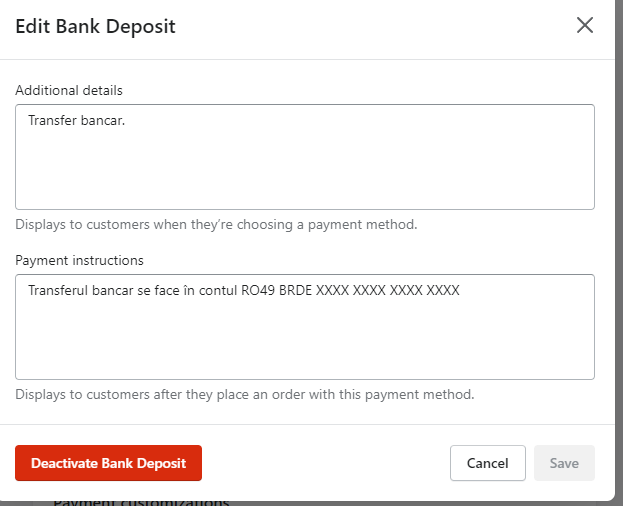 Edit Bank Deposit
Additional details
Transfer bancar.
Displays to customers when they’re choosing a payment method.
Payment instructions
Transferul bancar se face în contul RO49 BRDE XXXX XXXX XXXX XXXX
Displays to customers after they place an order with this payment method.
Deactivate Bank Deposit
Cancel
Save
Payment customizations